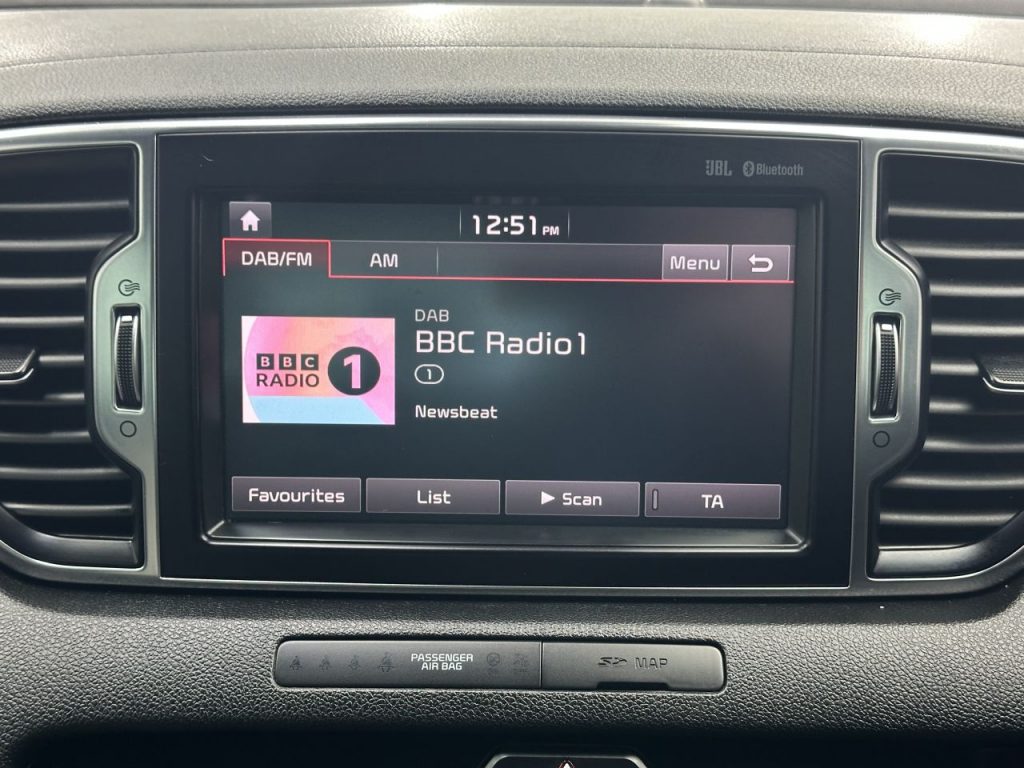 JBL Bluetooth
12:51 PM
DAB/FM AM Menu
DAB
BBC Radio1
1
Newsbeat
BBC
RADIO 1
Favourites List Scan TA
PASSENGER
AIR BAG
SD MAP